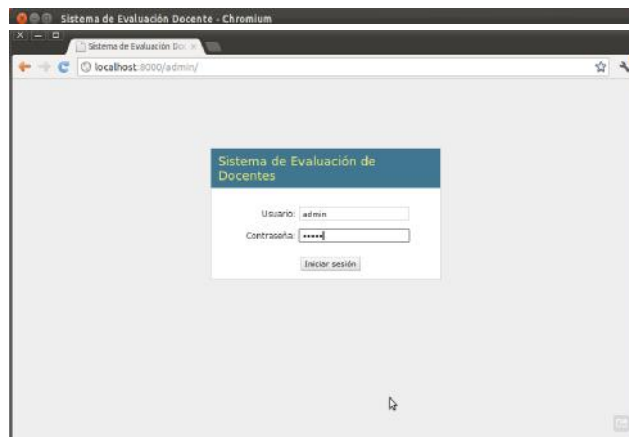 Sistema de Evaluación Docente - Chromium
Sistema de Evaluación Doc
localhost:8000/admin/
Sistema de Evaluación de
Docentes
Usuario: admin
Contraseña: •••••
Iniciar sesión